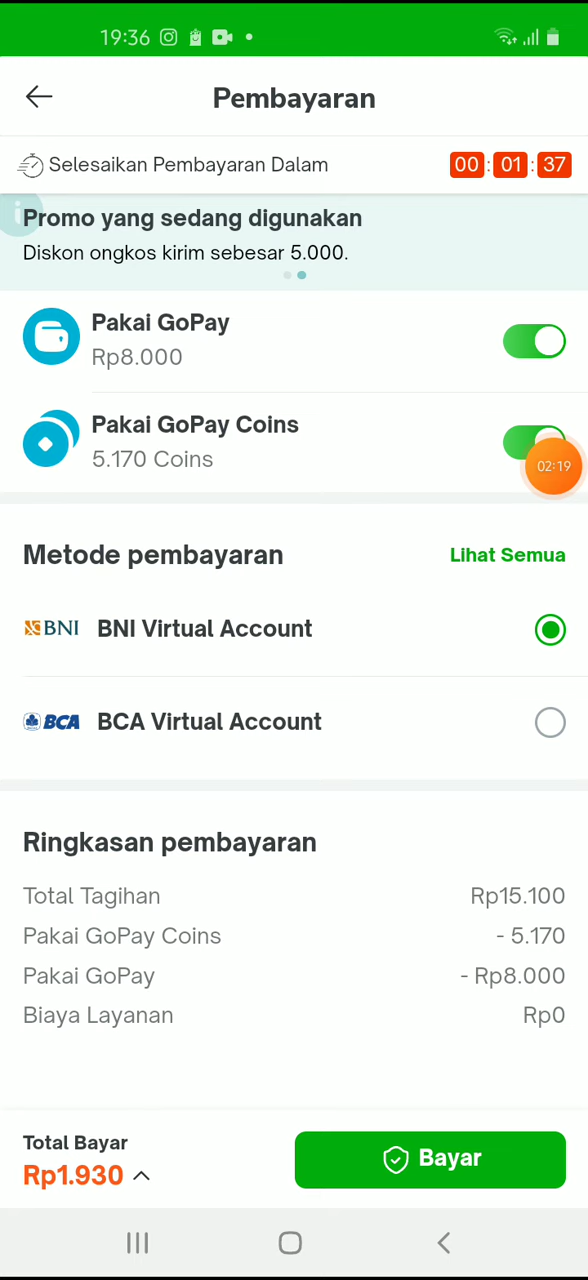 19:36
Pembayaran
Selesaikan Pembayaran Dalam 00 : 01 : 37
Promo yang sedang digunakan
Diskon ongkos kirim sebesar 5.000.
Pakai GoPay
Rp8.000
Pakai GoPay Coins
5.170 Coins
02:19
Metode pembayaran Lihat Semua
BNI BNI Virtual Account
BCA BCA Virtual Account
Ringkasan pembayaran
Total Tagihan Rp15.100
Pakai GoPay Coins - 5.170
Pakai GoPay - Rp8.000
Biaya Layanan Rp0
Total Bayar
Rp1.930
Bayar